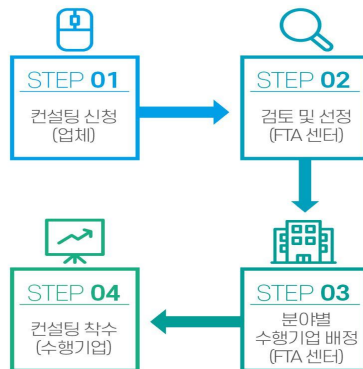 STEP 01
컨설팅 신청
(업체)
STEP 02
검토 및 선정
(FTA 센터)
STEP 03
분야별
수행기업 배정
(FTA 센터)
STEP 04
컨설팅 착수
(수행기업)